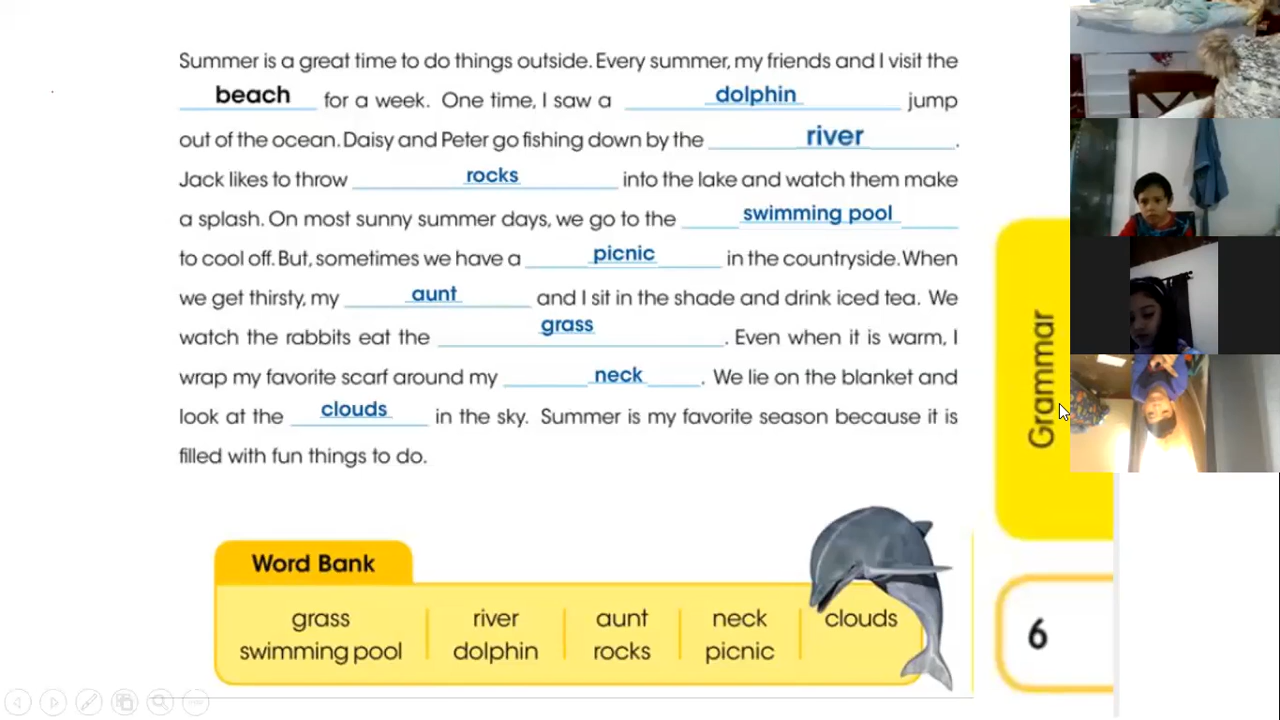 Summer is a great time to do things outside. Every summer, my friends and I visit the
beach for a week. One time, I saw a dolphin jump
out of the ocean. Daisy and Peter go fishing down by the river.
Jack likes to throw rocks into the lake and watch them make
a splash. On most sunny summer days, we go to the swimming pool
to cool off. But, sometimes we have a picnic in the countryside. When
we get thirsty, my aunt and I sit in the shade and drink iced tea. We
watch the rabbits eat the grass. Even when it is warm, I
wrap my favorite scarf around my neck. We lie on the blanket and
look at the clouds in the sky. Summer is my favorite season because it is
filled with fun things to do.
Grammar
Word Bank
grass river aunt neck clouds
swimming pool dolphin rocks picnic
6